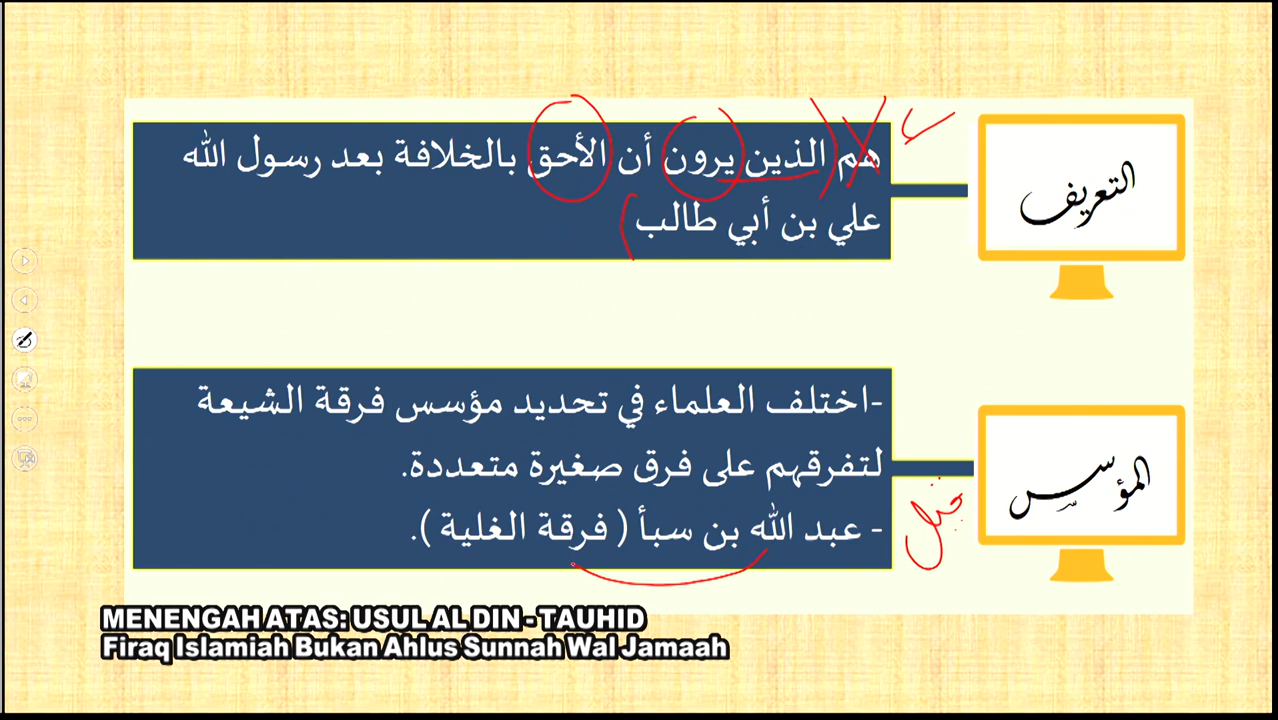 التعريف
هم الذين يرون أن الأحق بالخلافة بعد رسول الله
علي بن أبي طالب
المؤسس
-اختلف العلماء في تحديد مؤسس فرقة الشيعة
لتفرقهم على فرق صغيرة متعددة.
- عبد الله بن سبأ ( فرقة الغلية ).
MENENGAH ATAS: USUL AL DIN - TAUHID
Firaq Islamiah Bukan Ahlus Sunnah Wal Jamaah